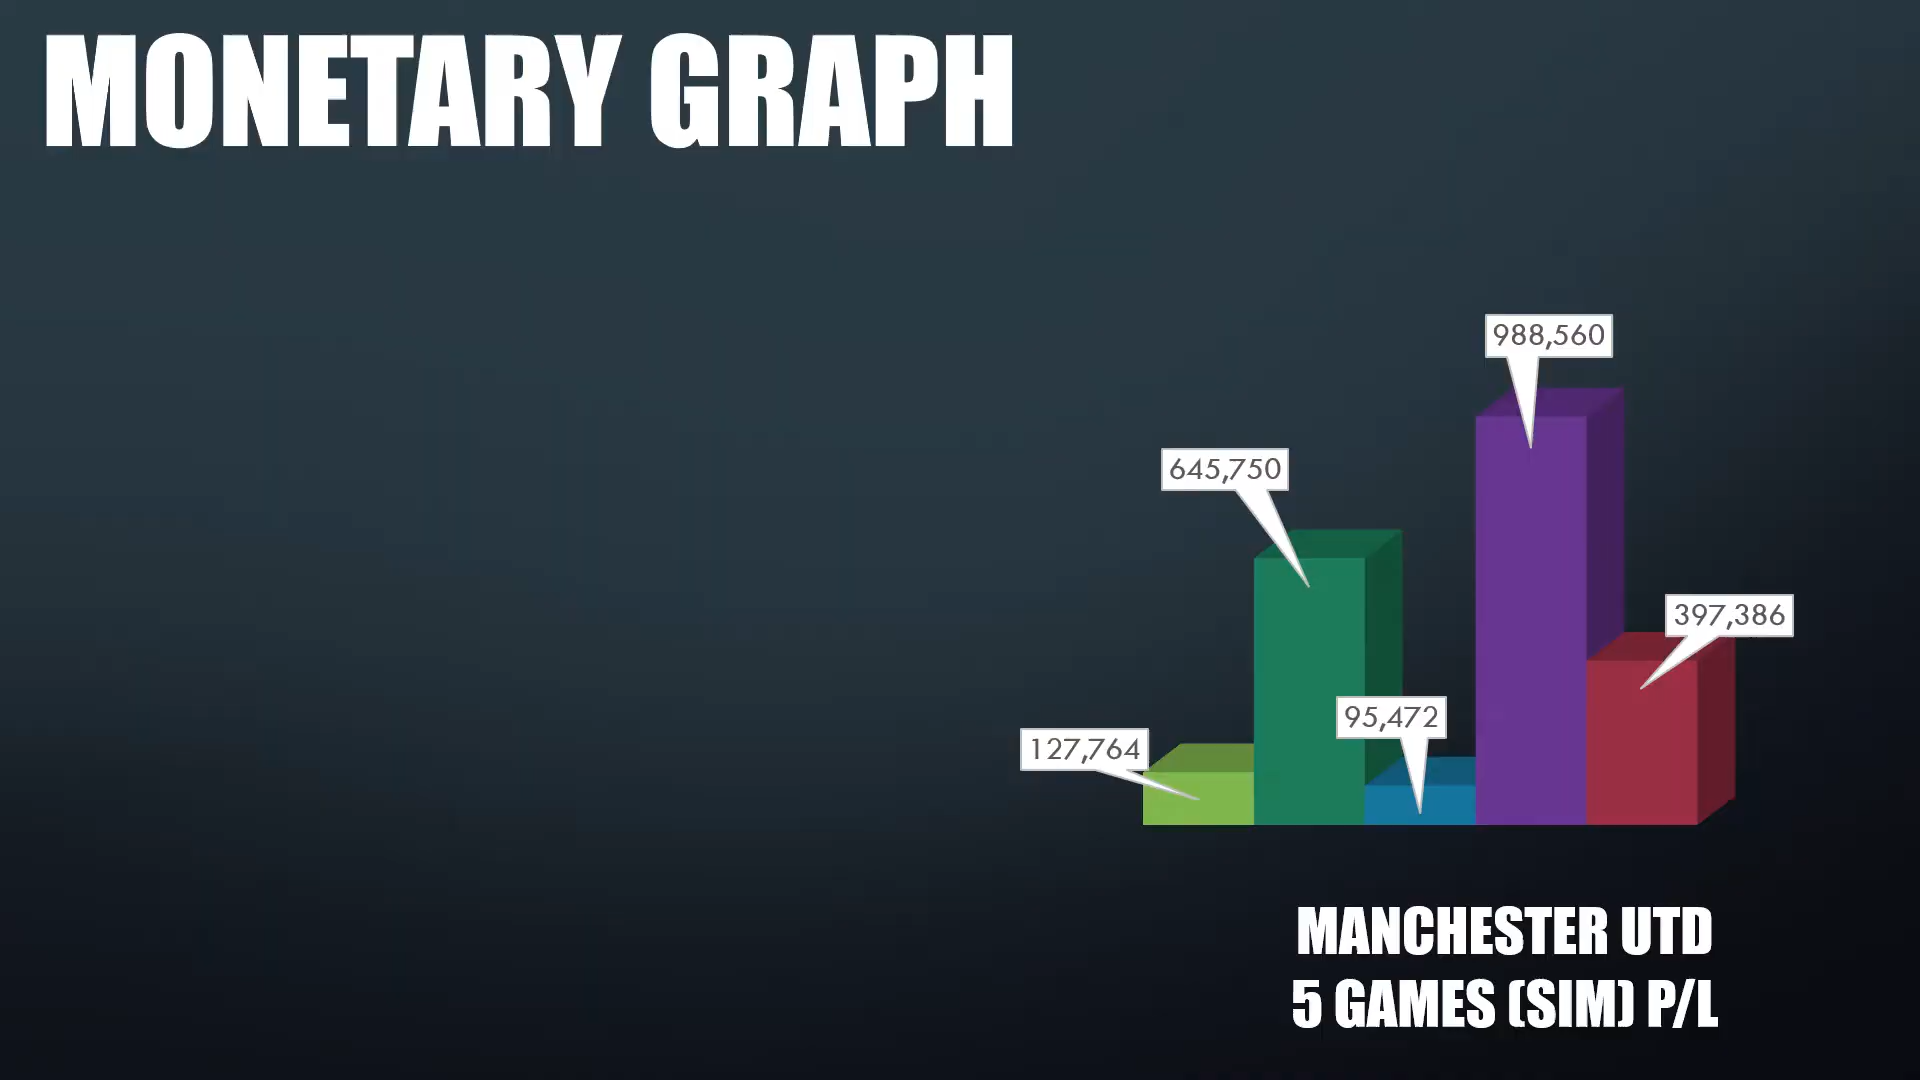 MONETARY GRAPH
988,560
645,750
397,386
95,472
127,764
MANCHESTER UTD
5 GAMES (SIM) P/L